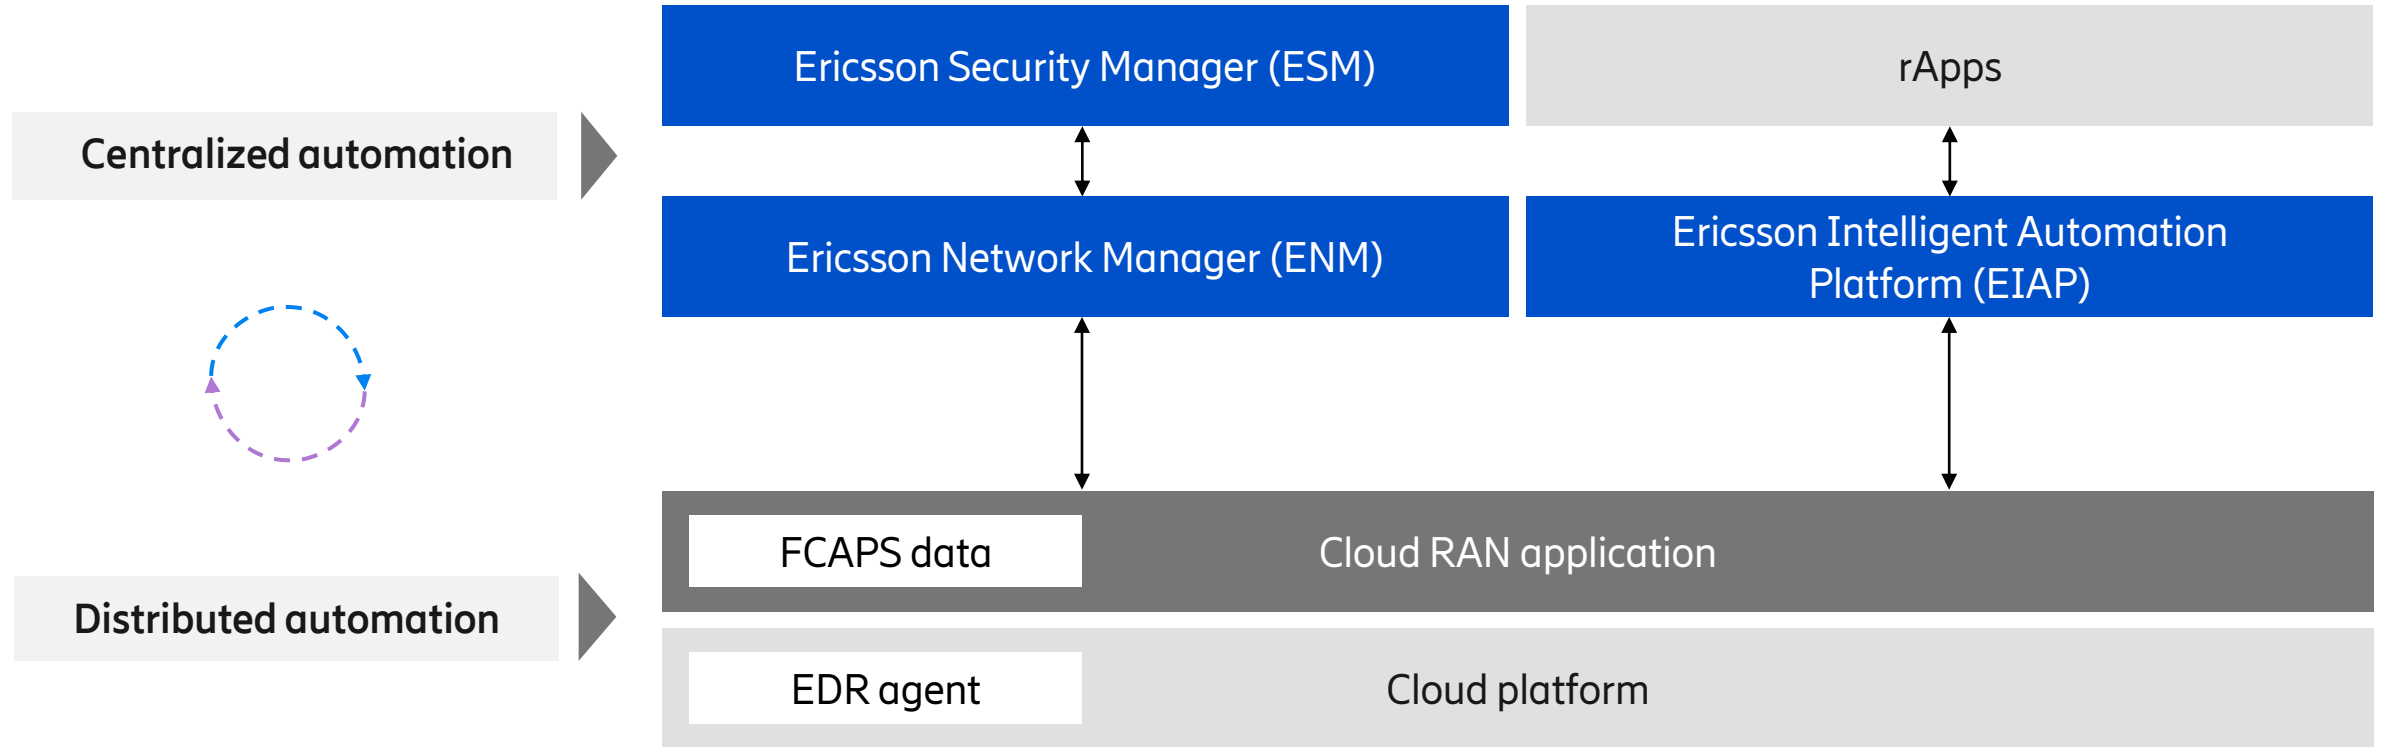 Ericsson Security Manager (ESM)
rApps
Centralized automation
Ericsson Network Manager (ENM)
Ericsson Intelligent Automation
Platform (EIAP)
FCAPS data
Cloud RAN application
Distributed automation
EDR agent
Cloud platform